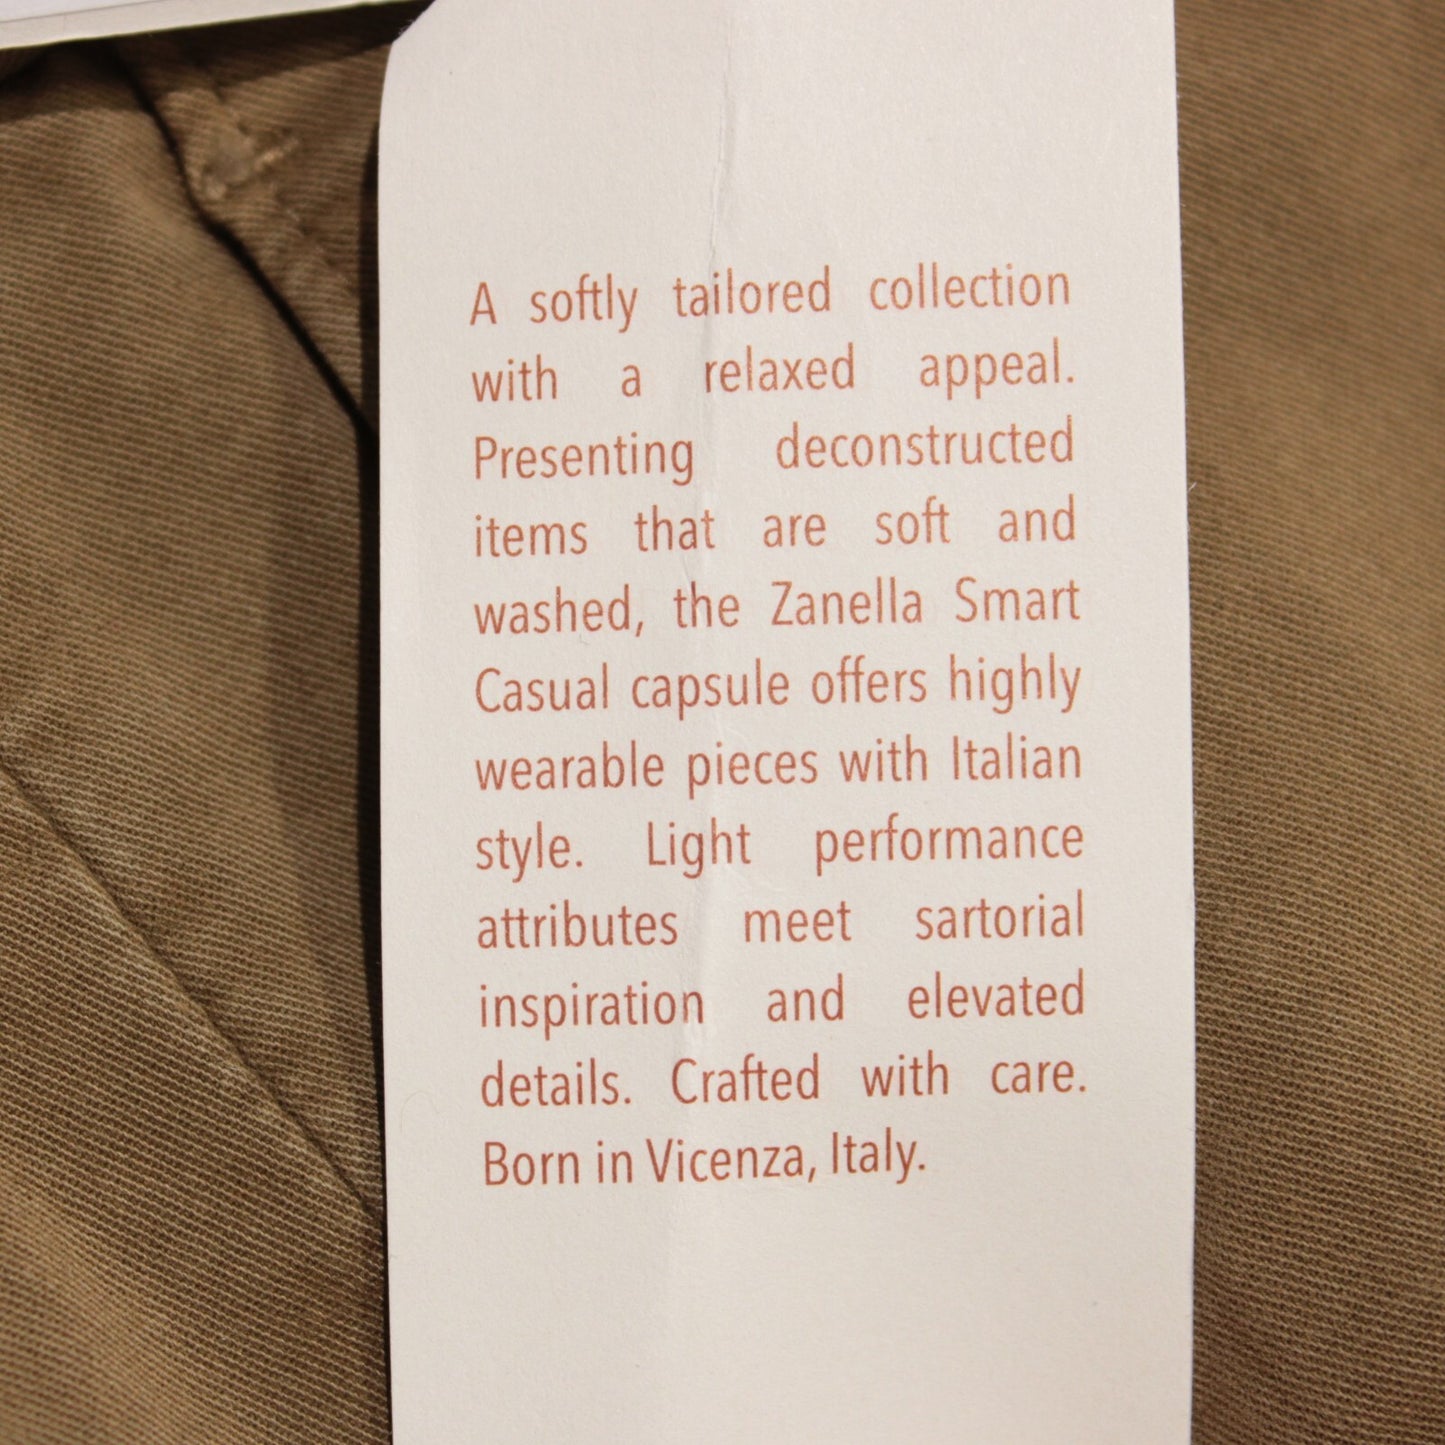 A softly tailored collection
with a relaxed appeal.
Presenting deconstructed
items that are soft and
washed, the Zanella Smart
Casual capsule offers highly
wearable pieces with Italian
style. Light performance
attributes meet sartorial
inspiration and elevated
details. Crafted with care.
Born in Vicenza, Italy.